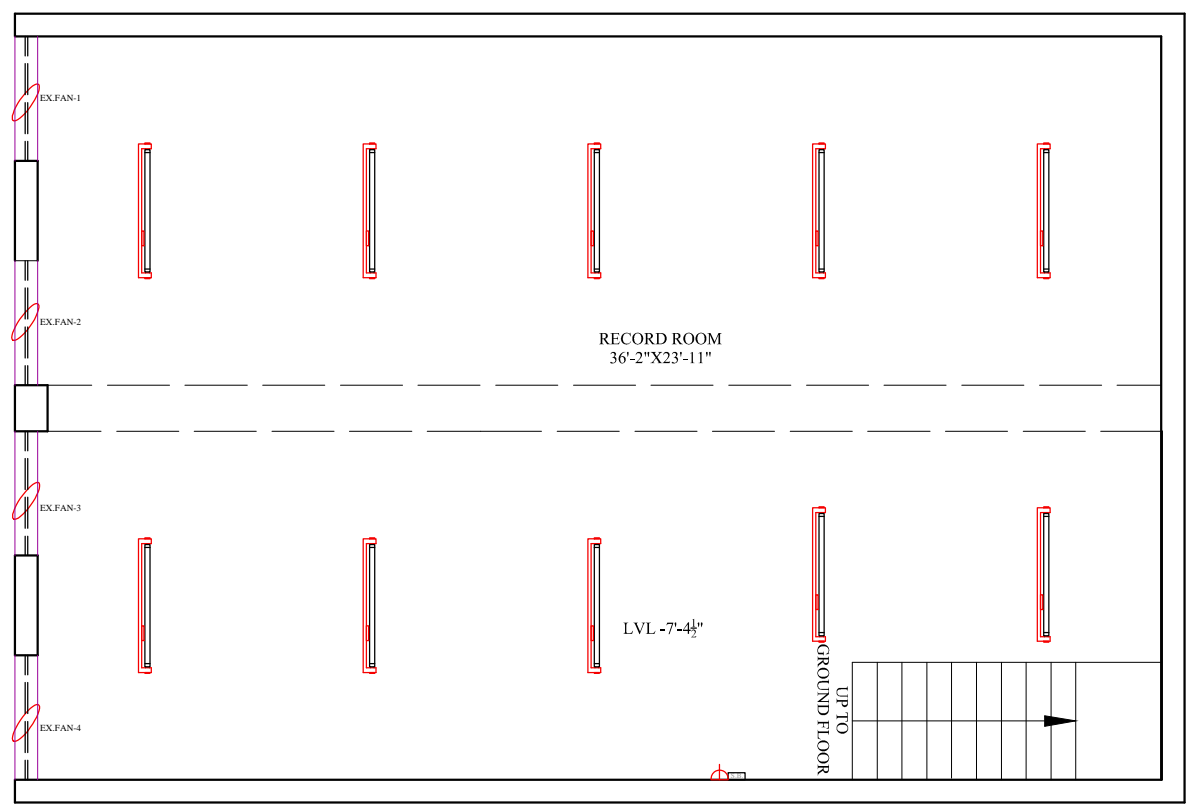 EX.FAN-1
EX.FAN-2
RECORD ROOM
36'-2"X23'-11"
EX.FAN-3
LVL -7'-4½"
UP TO
GROUND FLOOR
EX.FAN-4